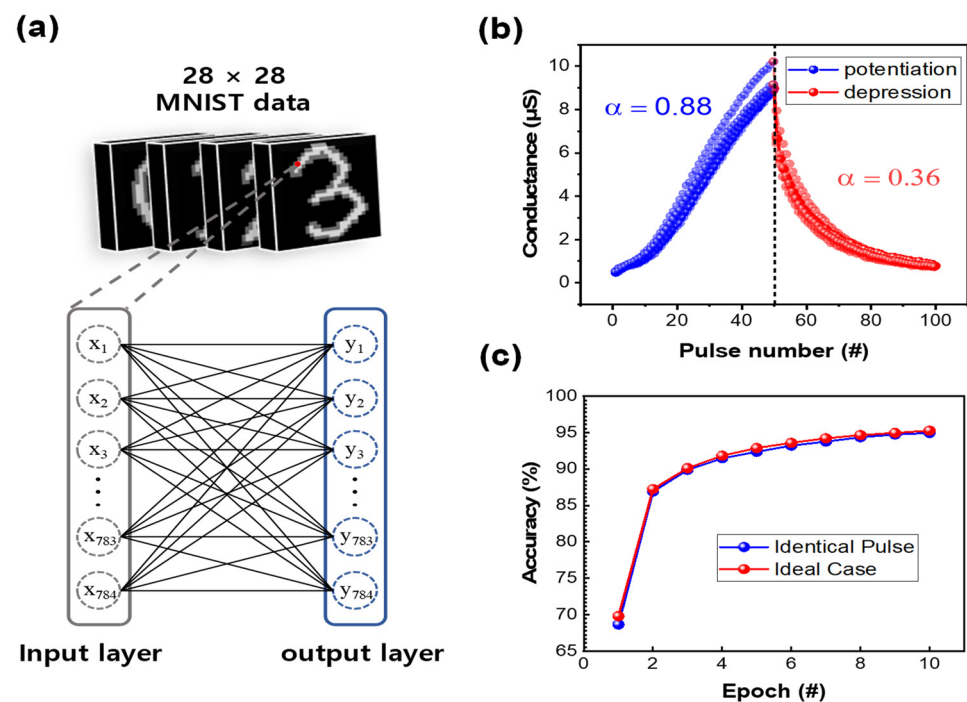 (a)
28 × 28
MNIST data
x1
x2
x3
x783
x784
y1
y2
y3
y783
y784
Input layer
output layer
(b)
Conductance (μS)
10
8
6
4
2
0
α = 0.88
potentiation
depression
α = 0.36
0
20
40
60
80
100
Pulse number (#)
(c)
Accuracy (%)
100
95
90
85
80
75
70
65
Identical Pulse
Ideal Case
0
2
4
6
8
10
Epoch (#)